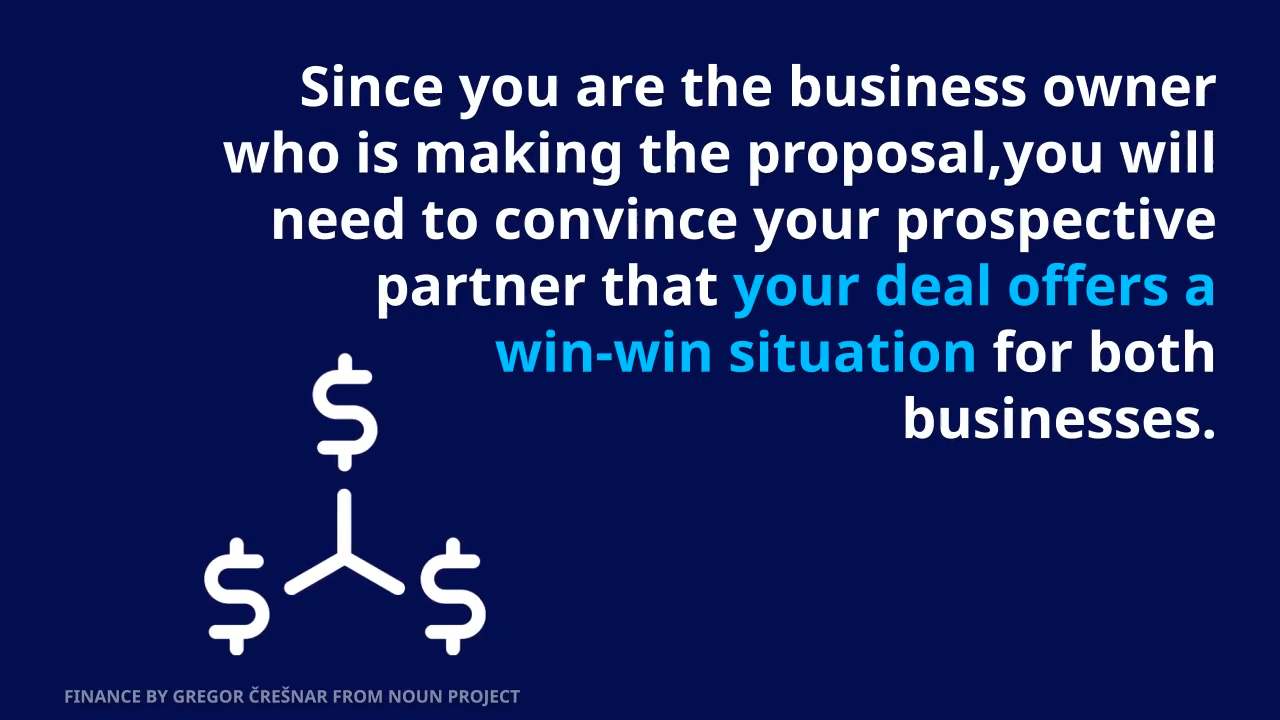 Since you are the business owner
who is making the proposal,you will
need to convince your prospective
partner that your deal offers a
win-win situation for both
businesses.
FINANCE BY GREGOR ČREŠNAR FROM NOUN PROJECT